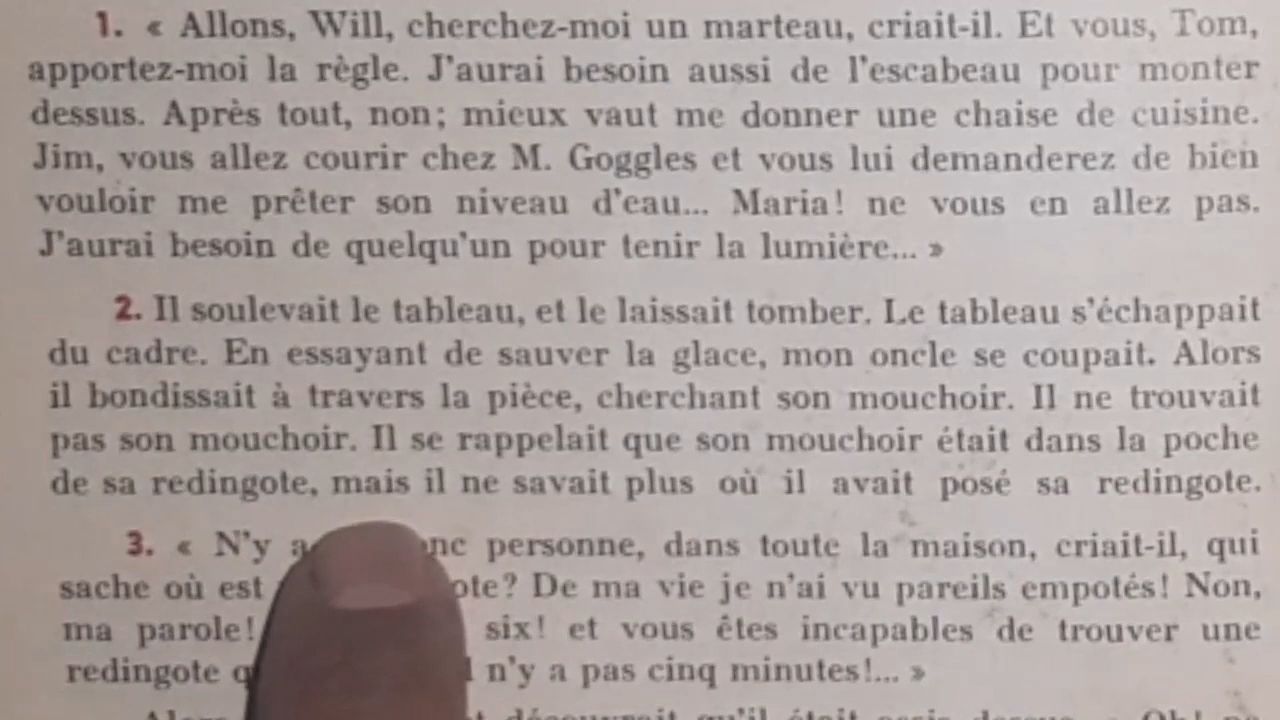 1. « Allons, Will, cherchez-moi un marteau, criait-il. Et vous, Tom,
apportez-moi la règle. J'aurai besoin aussi de l'escabeau pour monter
dessus. Après tout, non; mieux vaut me donner une chaise de cuisine.
Jim, vous allez courir chez M. Goggles et vous lui demanderez de bien
vouloir me prêter son niveau d'eau... Maria! ne vous en allez pas.
J'aurai besoin de quelqu'un pour tenir la lumière... »
2. Il soulevait le tableau, et le laissait tomber. Le tableau s'échappait
du cadre. En essayant de sauver la glace, mon oncle se coupait. Alors
il bondissait à travers la pièce, cherchant son mouchoir. Il ne trouvait
pas son mouchoir. Il se rappelait que son mouchoir était dans la poche
de sa redingote, mais il ne savait plus où il avait posé sa redingote.
3. « N'y personne, dans toute la maison, criait-il, qui
sache où est De ma vie je n'ai vu pareils empotés! Non,
ma parole! six! et vous êtes incapables de trouver une
redingote n'y a pas cinq minutes!... »
découvrait qu'il était assis dessus